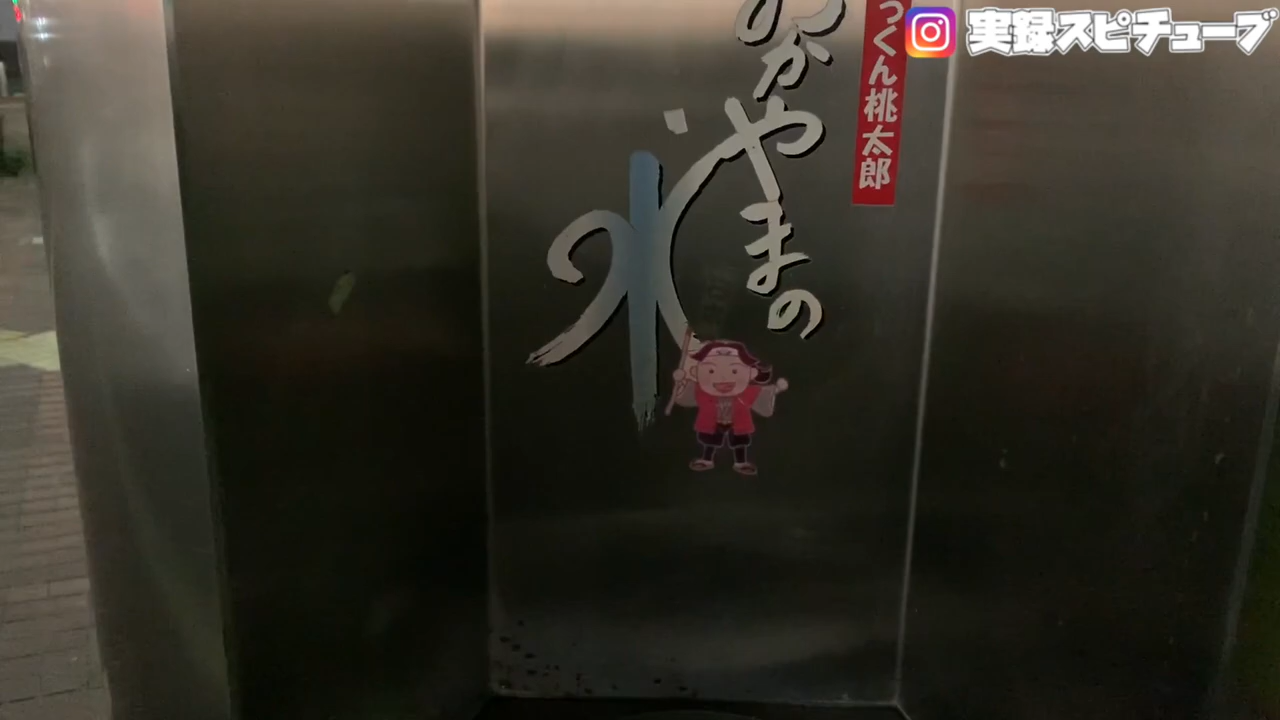 実録スピチューブ
っくん桃太郎
おかやまの
水